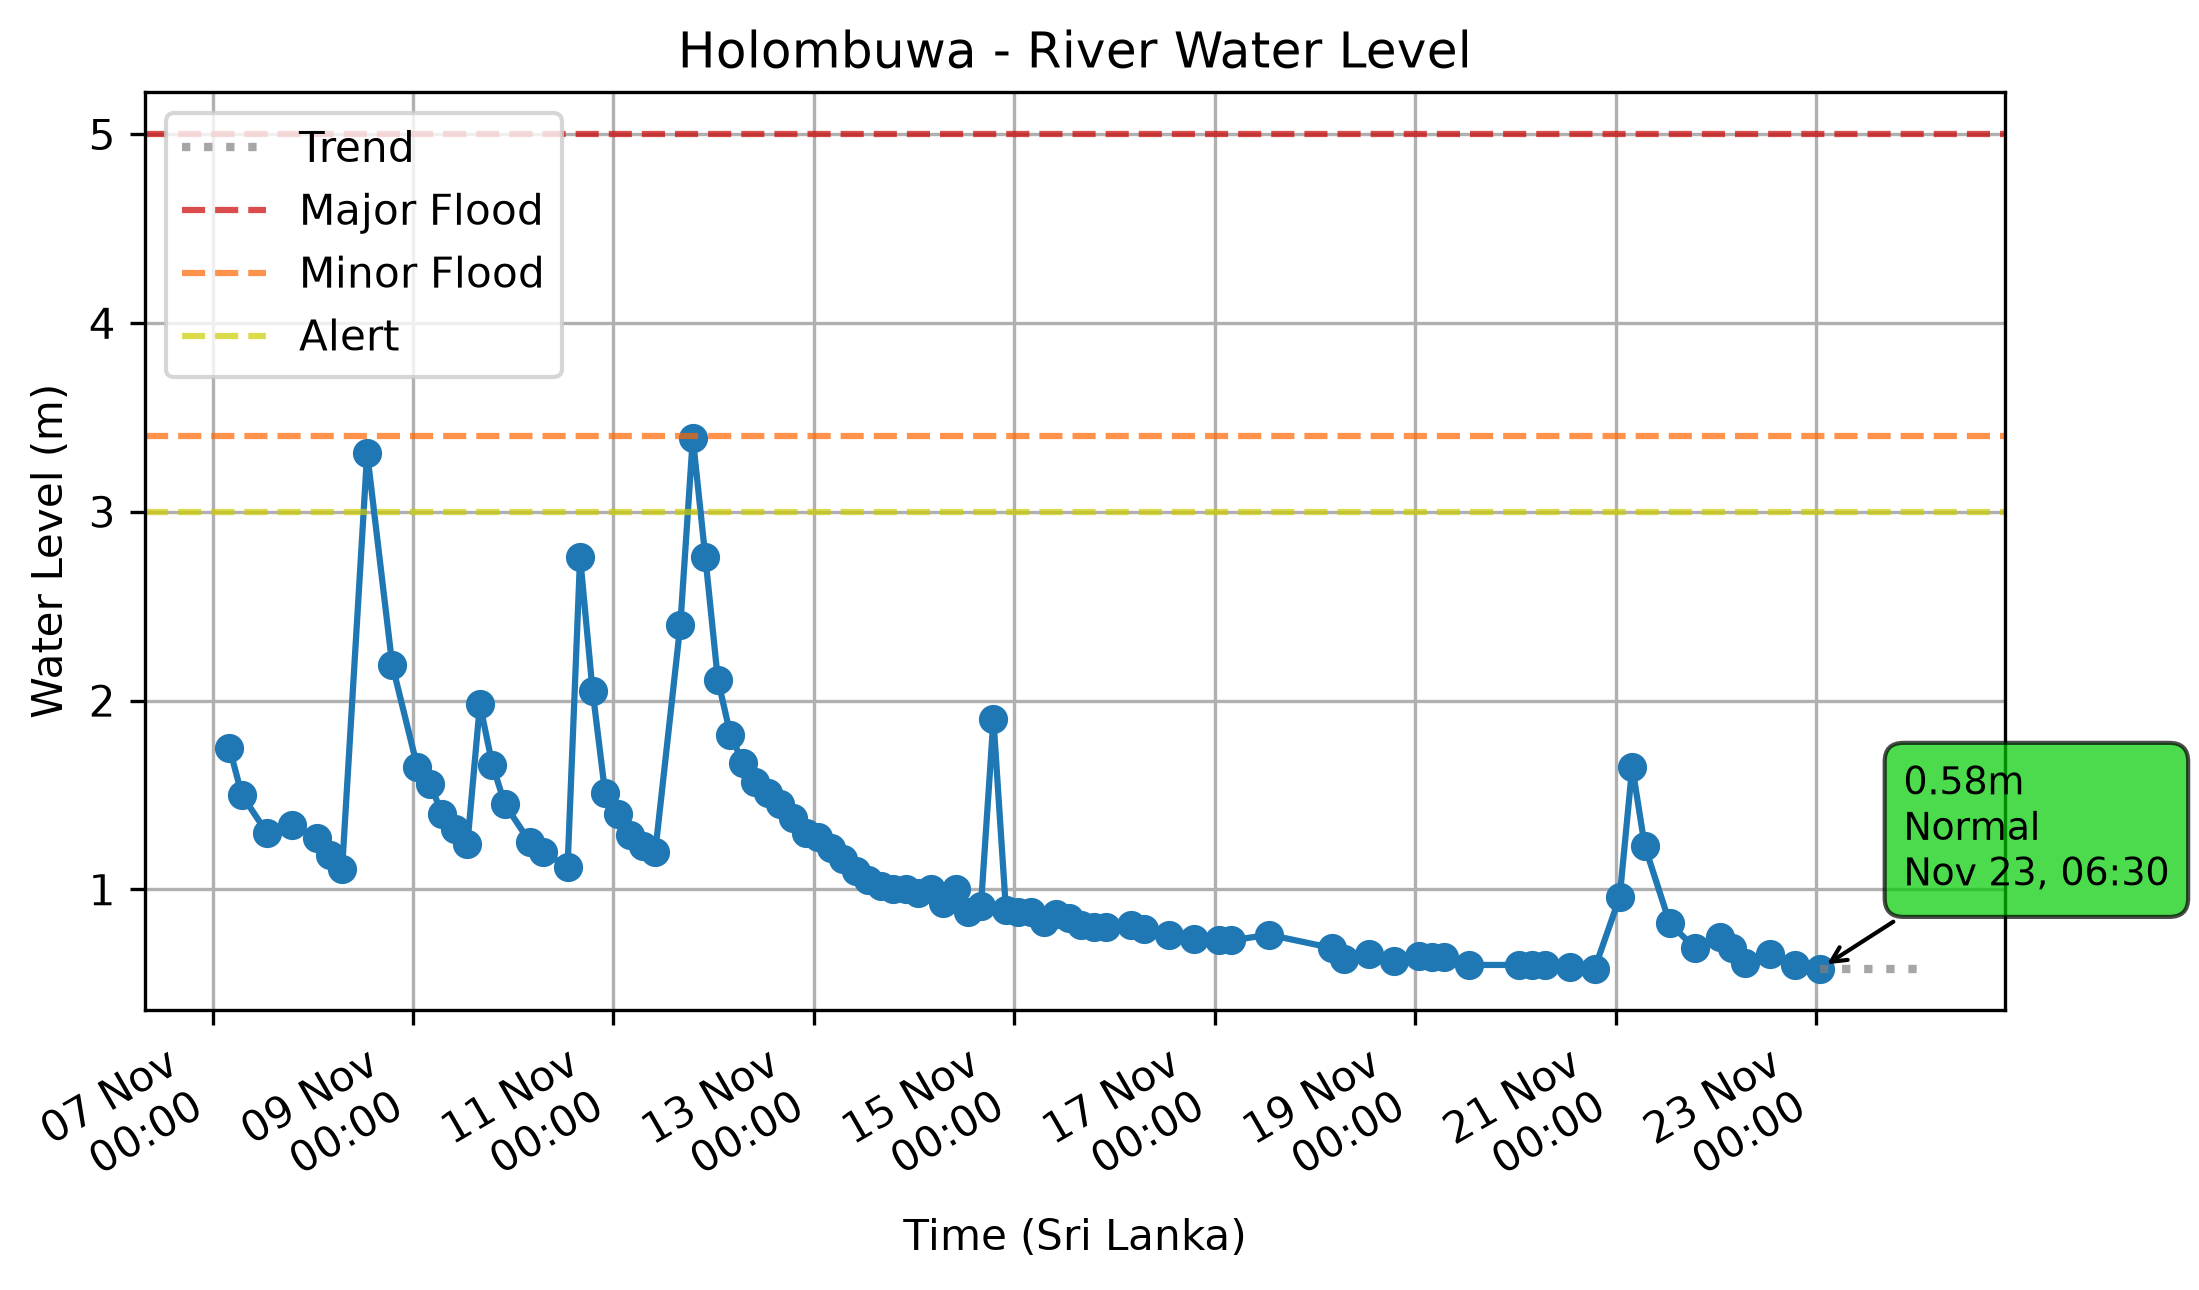 Holombuwa - River Water Level
Trend
Major Flood
Minor Flood
Alert
Water Level (m)
5
4
3
2
1
0.58m
Normal
Nov 23, 06:30
07 Nov
00:00
09 Nov
00:00
11 Nov
00:00
13 Nov
00:00
15 Nov
00:00
17 Nov
00:00
19 Nov
00:00
21 Nov
00:00
23 Nov
00:00
Time (Sri Lanka)